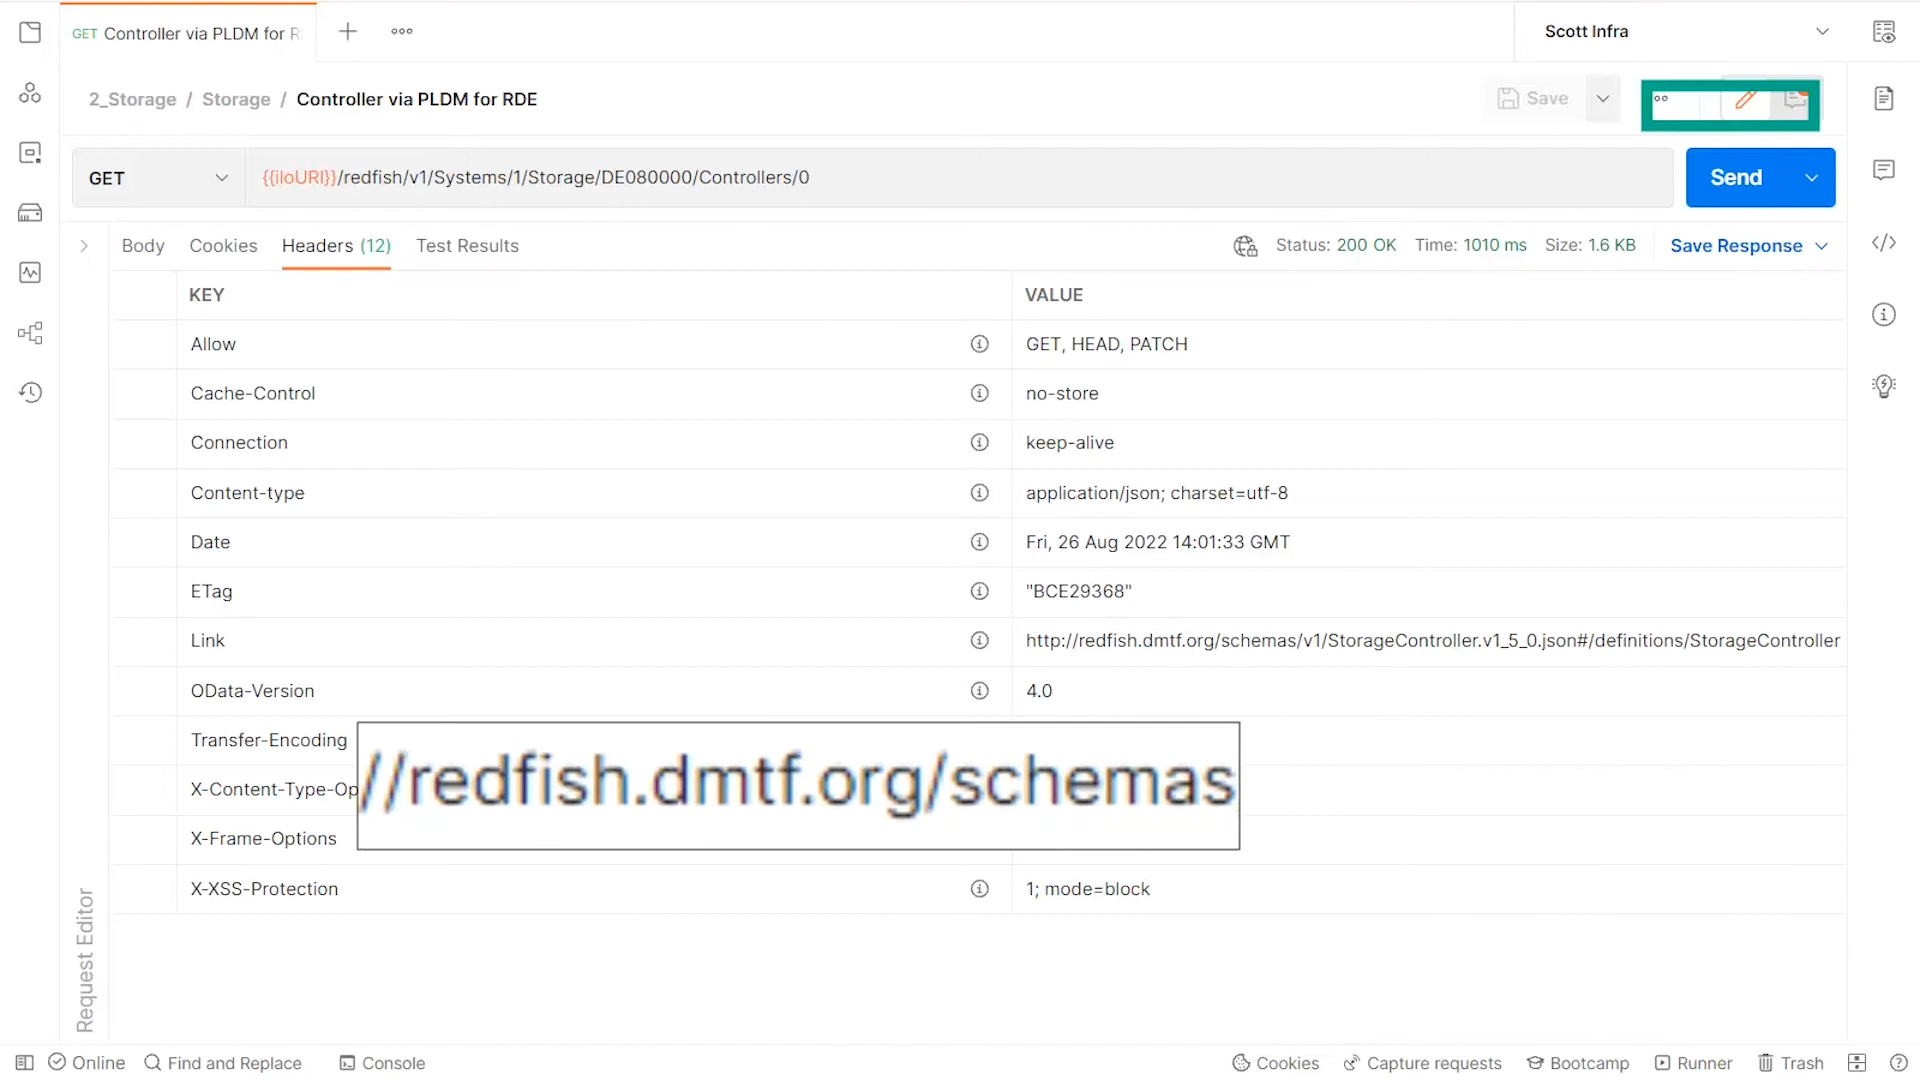 GET Controller via PLDM for R
Scott Infra
2_Storage / Storage / Controller via PLDM for RDE
Save
GET
{{iloURI}}/redfish/v1/Systems/1/Storage/DE080000/Controllers/0
Send
Body Cookies Headers (12) Test Results
Status: 200 OK Time: 1010 ms Size: 1.6 KB Save Response
KEY VALUE
Allow GET, HEAD, PATCH
Cache-Control no-store
Connection keep-alive
Content-type application/json; charset=utf-8
Date Fri, 26 Aug 2022 14:01:33 GMT
ETag "BCE29368"
Link http://redfish.dmtf.org/schemas/v1/StorageController.v1_5_0.json#/definitions/StorageController
OData-Version 4.0
Transfer-Encoding
//redfish.dmtf.org/schemas
X-Content-Type-Op
X-Frame-Options
X-XSS-Protection 1; mode=block
Request Editor
Online Find and Replace Console Cookies Capture requests Bootcamp Runner Trash